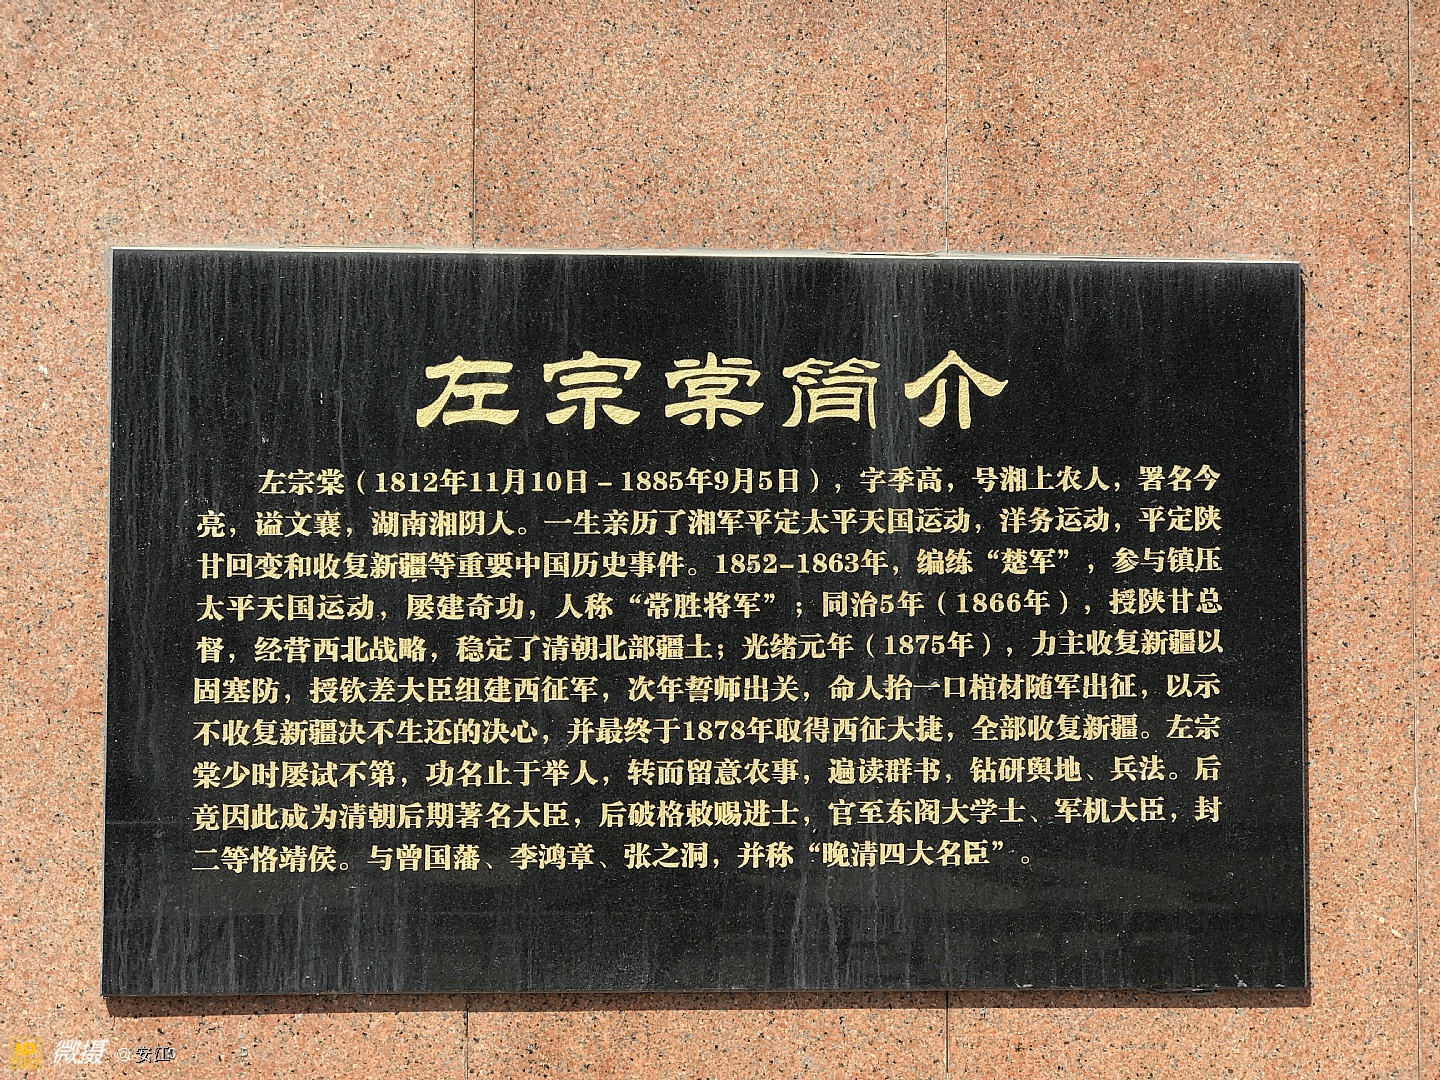 左宗棠简介
左宗棠（1812年11月10日－1885年9月5日），字季高，号湘上农人，署名今
亮，谥文襄，湖南湘阴人。一生亲历了湘军平定太平天国运动，洋务运动，平定陕
甘回变和收复新疆等重要中国历史事件。1852-1863年，编练“楚军”，参与镇压
太平天国运动，屡建奇功，人称“常胜将军”；同治5年（1866年），授陕甘总
督，经营西北战略，稳定了清朝北部疆土；光绪元年（1875年），力主收复新疆以
固塞防，授钦差大臣组建西征军，次年誓师出关，命人抬一口棺材随军出征，以示
不收复新疆决不生还的决心，并最终于1878年取得西征大捷，全部收复新疆。左宗
棠少时屡试不第，功名止于举人，转而留意农事，遍读群书，钻研舆地、兵法。后
竟因此成为清朝后期著名大臣，后破格敕赐进士，官至东阁大学士、军机大臣，封
二等恪靖侯。与曾国藩、李鸿章、张之洞，并称“晚清四大名臣”。
微摄 @安江